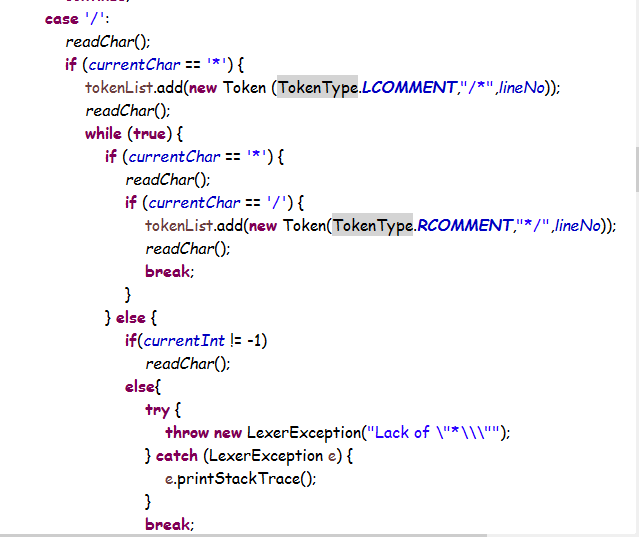 continue;
case '/':
readChar();
if (currentChar == '*') {
tokenList.add(new Token (TokenType.LCOMMENT,"/*",lineNo));
readChar();
while (true) {
if (currentChar == '*') {
readChar();
if (currentChar == '/') {
tokenList.add(new Token(TokenType.RCOMMENT,"*/",lineNo));
readChar();
break;
}
} else {
if(currentInt != -1)
readChar();
else{
try {
throw new LexerException("Lack of \"*\\\"");
} catch (LexerException e) {
e.printStackTrace();
}
break;